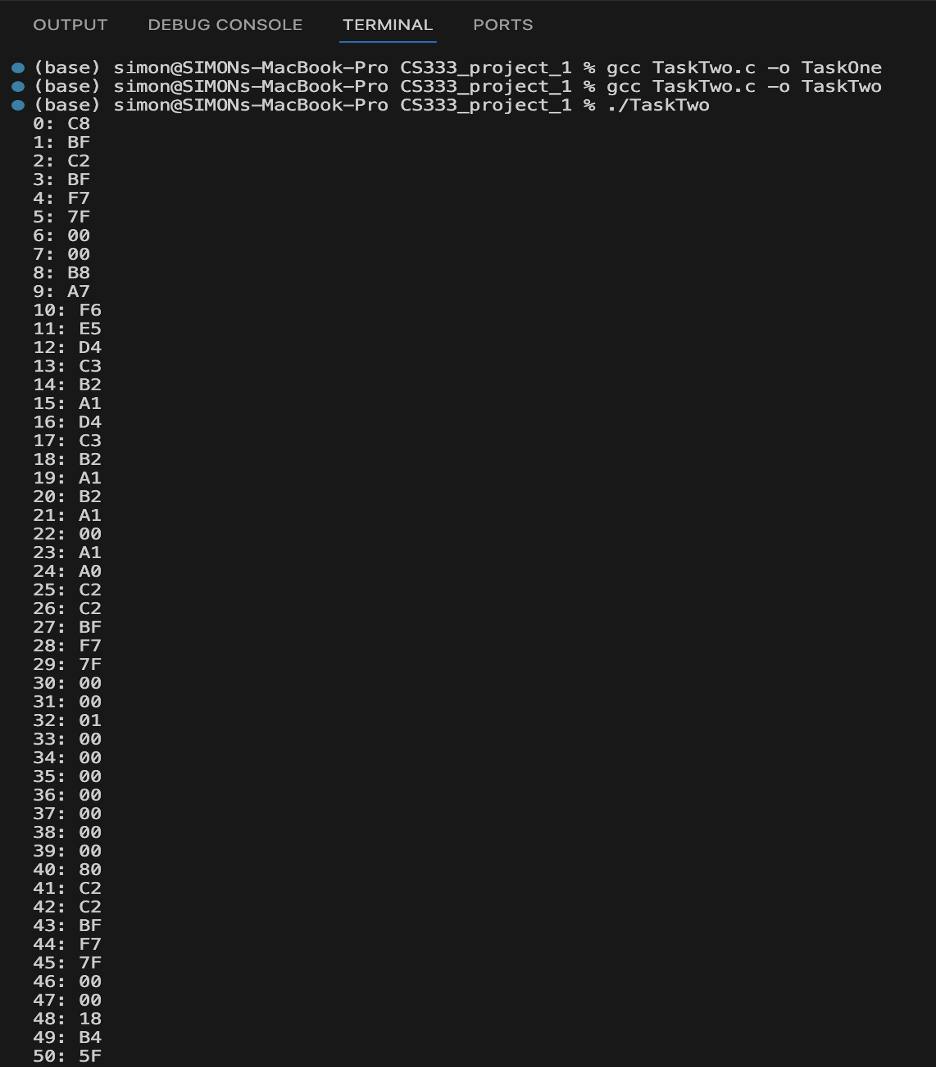 OUTPUT DEBUG CONSOLE TERMINAL PORTS
(base) simon@SIMONs-MacBook-Pro CS333_project_1 % gcc TaskTwo.c -o TaskOne
(base) simon@SIMONs-MacBook-Pro CS333_project_1 % gcc TaskTwo.c -o TaskTwo
(base) simon@SIMONs-MacBook-Pro CS333_project_1 % ./TaskTwo
0: C8
1: BF
2: C2
3: BF
4: F7
5: 7F
6: 00
7: 00
8: B8
9: A7
10: F6
11: E5
12: D4
13: C3
14: B2
15: A1
16: D4
17: C3
18: B2
19: A1
20: B2
21: A1
22: 00
23: A1
24: A0
25: C2
26: C2
27: BF
28: F7
29: 7F
30: 00
31: 00
32: 01
33: 00
34: 00
35: 00
36: 00
37: 00
38: 00
39: 00
40: 80
41: C2
42: C2
43: BF
44: F7
45: 7F
46: 00
47: 00
48: 18
49: B4
50: 5F